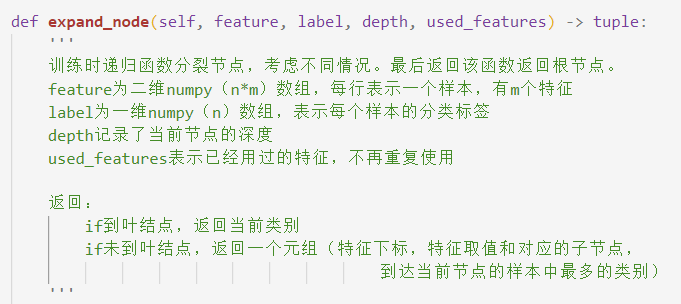 def expand_node(self, feature, label, depth, used_features) -> tuple:
'''
训练时递归函数分裂节点，考虑不同情况。最后返回该函数返回根节点。
feature为二维numpy（n*m）数组，每行表示一个样本，有m个特征
label为一维numpy（n）数组，表示每个样本的分类标签
depth记录了当前节点的深度
used_features表示已经用过的特征，不再重复使用
返回：
if到叶结点，返回当前类别
if未到叶结点，返回一个元组（特征下标，特征取值和对应的子节点，
到达当前节点的样本中最多的类别）
'''